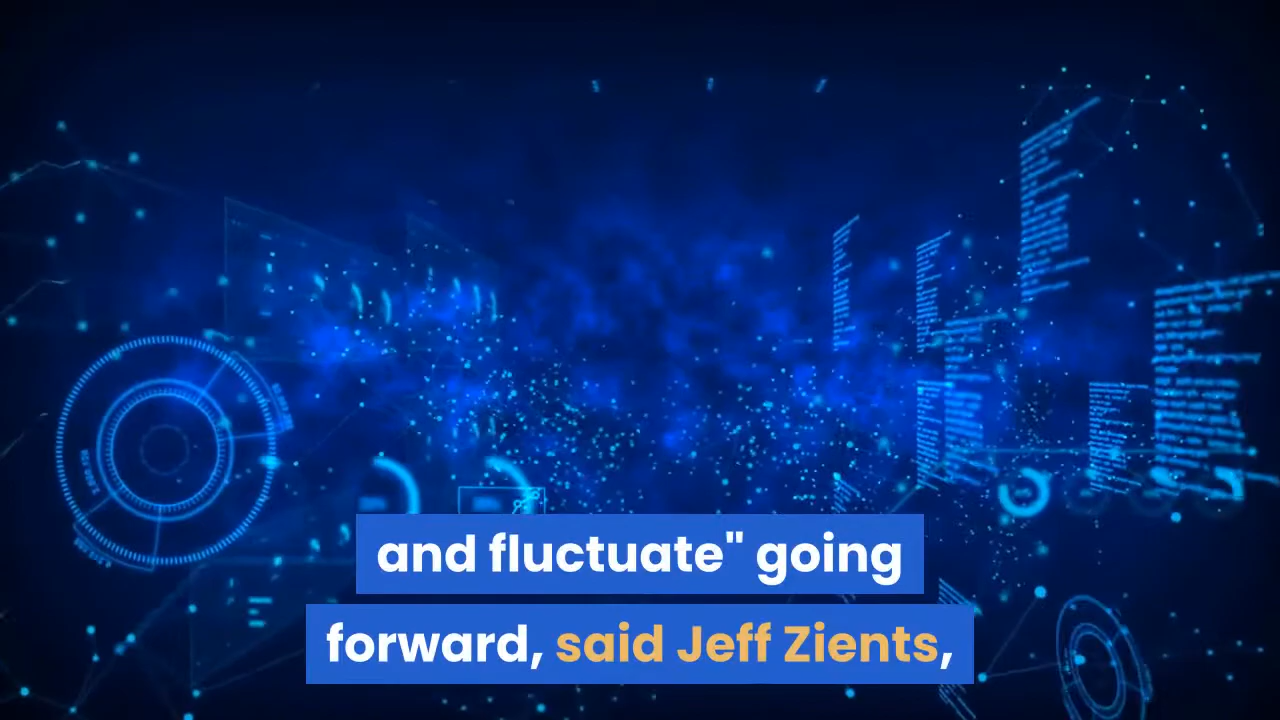 and fluctuate" going
forward, said Jeff Zients,